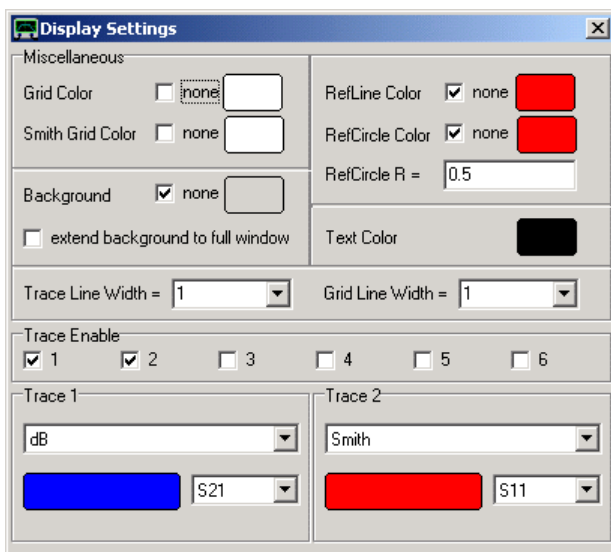 Display Settings
Miscellaneous
Grid Color none
Smith Grid Color none
RefLine Color none
RefCircle Color none
RefCircle R = 0.5
Background none
extend background to full window
Text Color
Trace Line Width = 1
Grid Line Width = 1
Trace Enable
1 2 3 4 5 6
Trace 1
dB
S21
Trace 2
Smith
S11